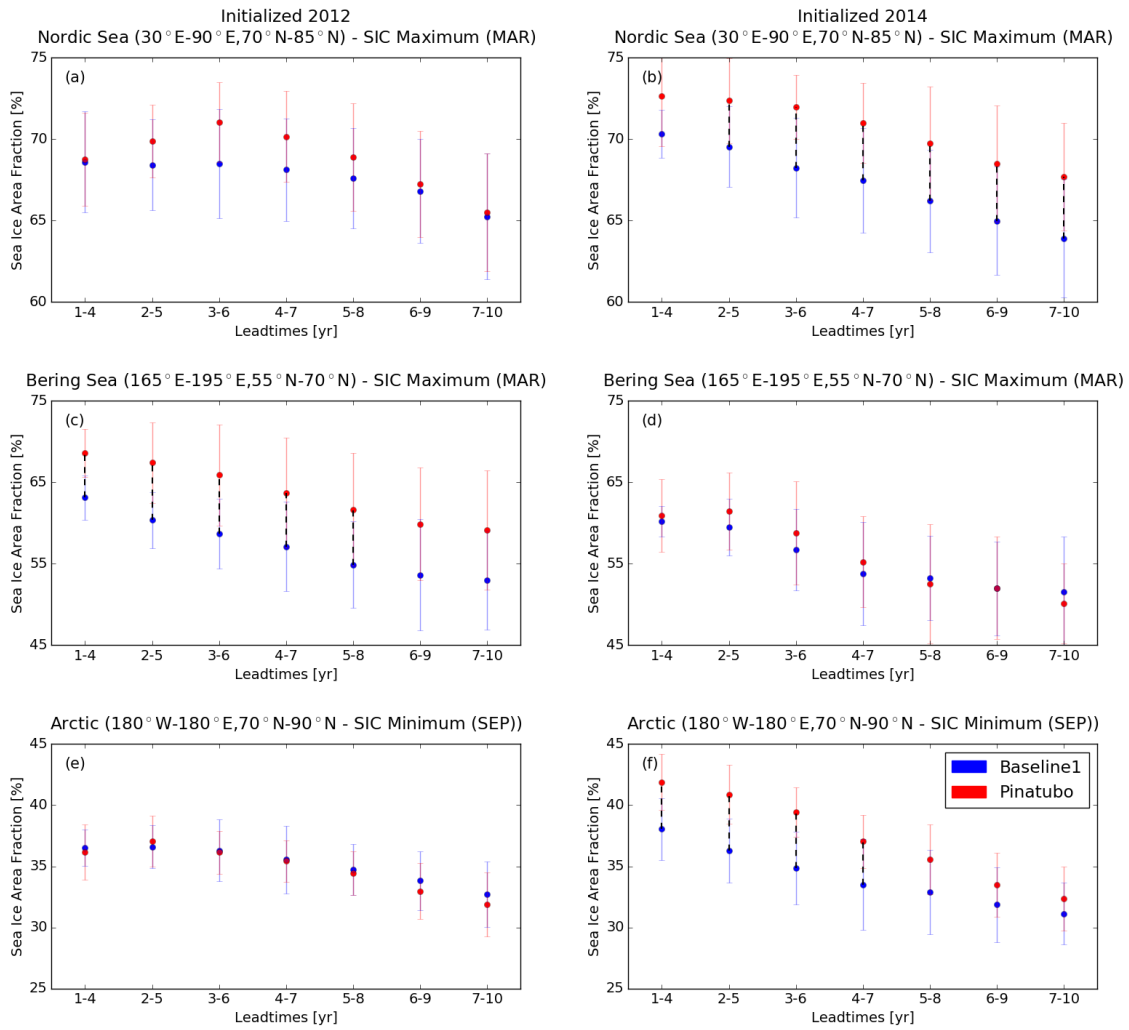 Initialized 2012
Nordic Sea (30°E-90°E,70°N-85°N) - SIC Maximum (MAR)
(a)
75
70
65
60
Sea Ice Area Fraction [%]
1-4 2-5 3-6 4-7 5-8 6-9 7-10
Leadtimes [yr]
Initialized 2014
Nordic Sea (30°E-90°E,70°N-85°N) - SIC Maximum (MAR)
(b)
75
70
65
60
Sea Ice Area Fraction [%]
1-4 2-5 3-6 4-7 5-8 6-9 7-10
Leadtimes [yr]
Bering Sea (165°E-195°E,55°N-70°N) - SIC Maximum (MAR)
(c)
75
65
55
45
Sea Ice Area Fraction [%]
1-4 2-5 3-6 4-7 5-8 6-9 7-10
Leadtimes [yr]
Bering Sea (165°E-195°E,55°N-70°N) - SIC Maximum (MAR)
(d)
75
65
55
45
Sea Ice Area Fraction [%]
1-4 2-5 3-6 4-7 5-8 6-9 7-10
Leadtimes [yr]
Arctic (180°W-180°E,70°N-90°N - SIC Minimum (SEP))
(e)
45
40
35
30
25
Sea Ice Area Fraction [%]
1-4 2-5 3-6 4-7 5-8 6-9 7-10
Leadtimes [yr]
Arctic (180°W-180°E,70°N-90°N - SIC Minimum (SEP))
(f)
Baseline1
Pinatubo
45
40
35
30
25
Sea Ice Area Fraction [%]
1-4 2-5 3-6 4-7 5-8 6-9 7-10
Leadtimes [yr]